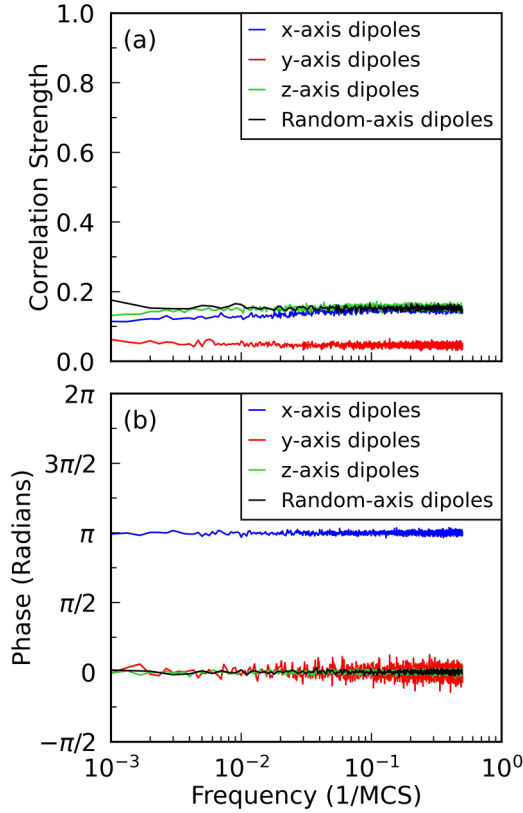 1.0
(a)
x-axis dipoles
y-axis dipoles
z-axis dipoles
Random-axis dipoles
0.8
0.6
0.4
0.2
0.0
Correlation Strength
2π
(b)
x-axis dipoles
y-axis dipoles
z-axis dipoles
Random-axis dipoles
3π/2
π
π/2
0
−π/2
Phase (Radians)
10⁻³ 10⁻² 10⁻¹ 10⁰
Frequency (1/MCS)